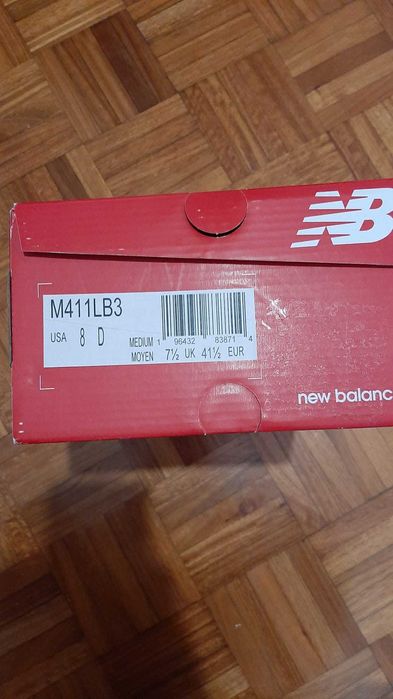 NB
M411LB3
USA 8 D MEDIUM 1 96432 83871 4
MOYEN 7½ UK 41½ EUR
new balanc